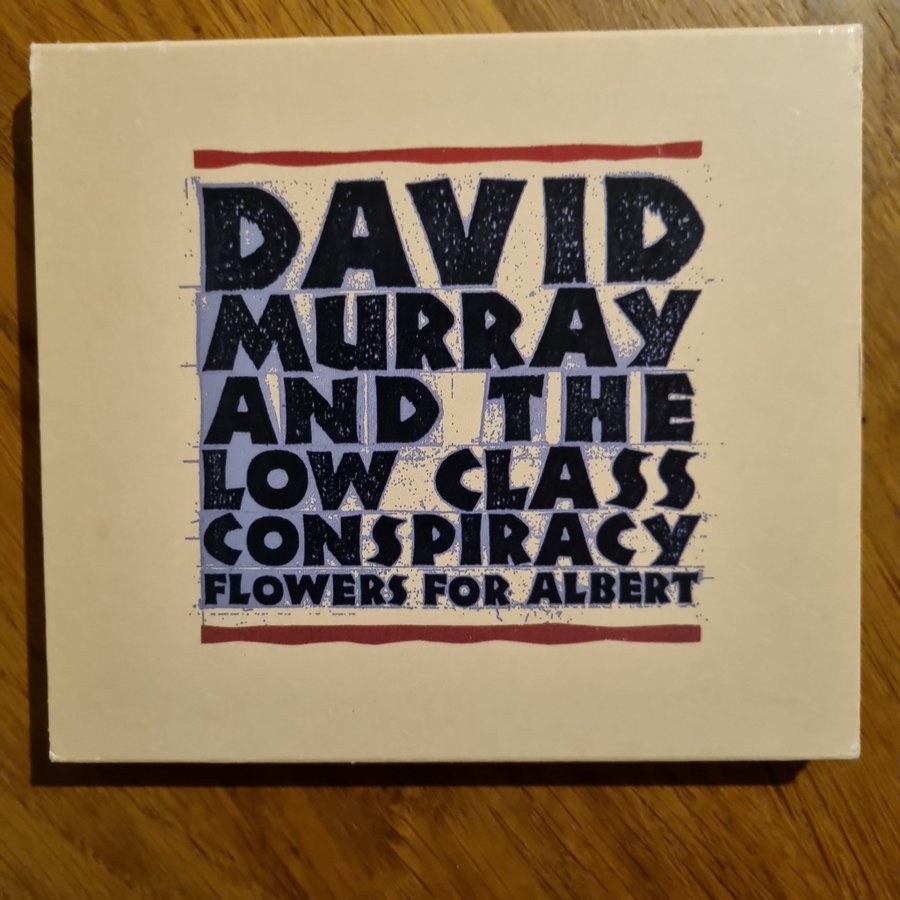 DAVID
MURRAY
AND THE
LOW CLASS
CONSPIRACY
FLOWERS FOR ALBERT